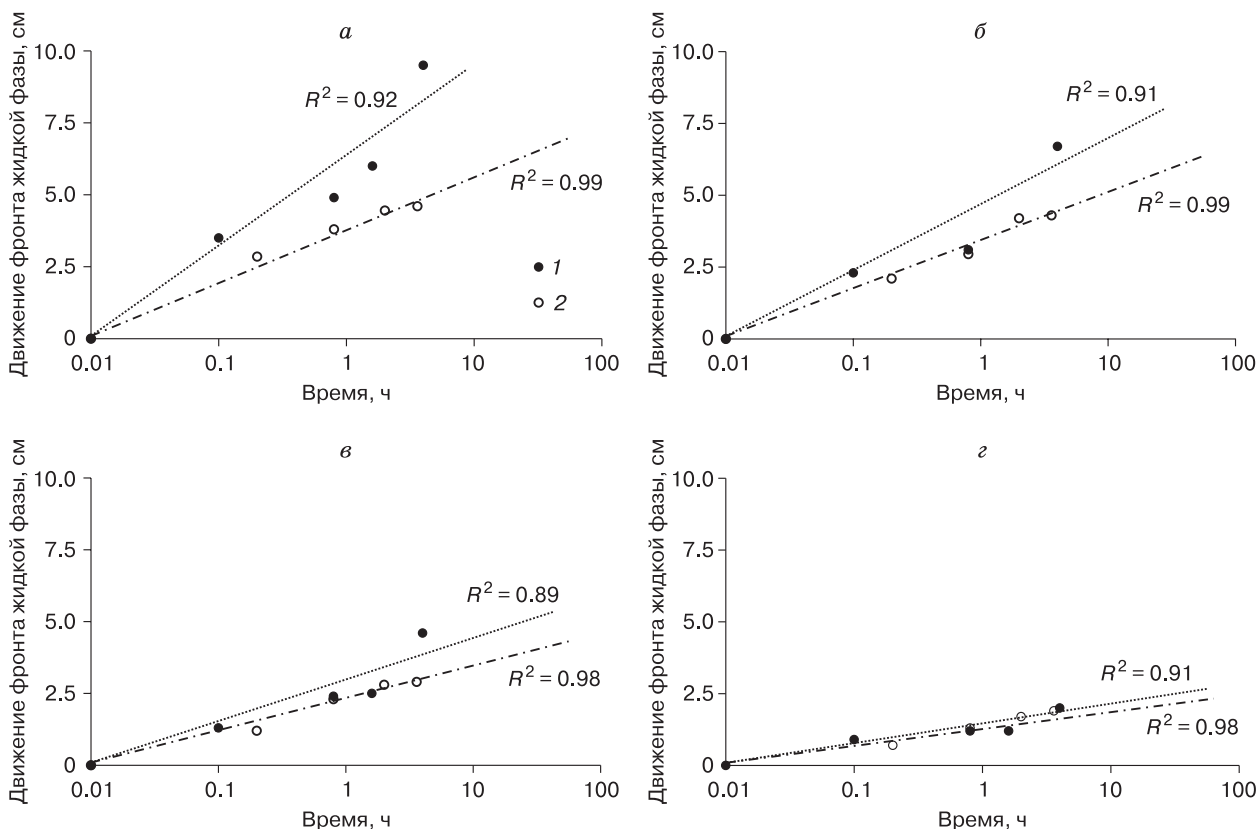 а
Движение фронта жидкой фазы, см
10.0
7.5
5.0
2.5
0
R² = 0.92
R² = 0.99
1
2
0.01
0.1
1
10
100
Время, ч
б
Движение фронта жидкой фазы, см
10.0
7.5
5.0
2.5
0
R² = 0.91
R² = 0.99
0.01
0.1
1
10
100
Время, ч
в
Движение фронта жидкой фазы, см
10.0
7.5
5.0
2.5
0
R² = 0.89
R² = 0.98
0.01
0.1
1
10
100
Время, ч
г
Движение фронта жидкой фазы, см
10.0
7.5
5.0
2.5
0
R² = 0.91
R² = 0.98
0.01
0.1
1
10
100
Время, ч